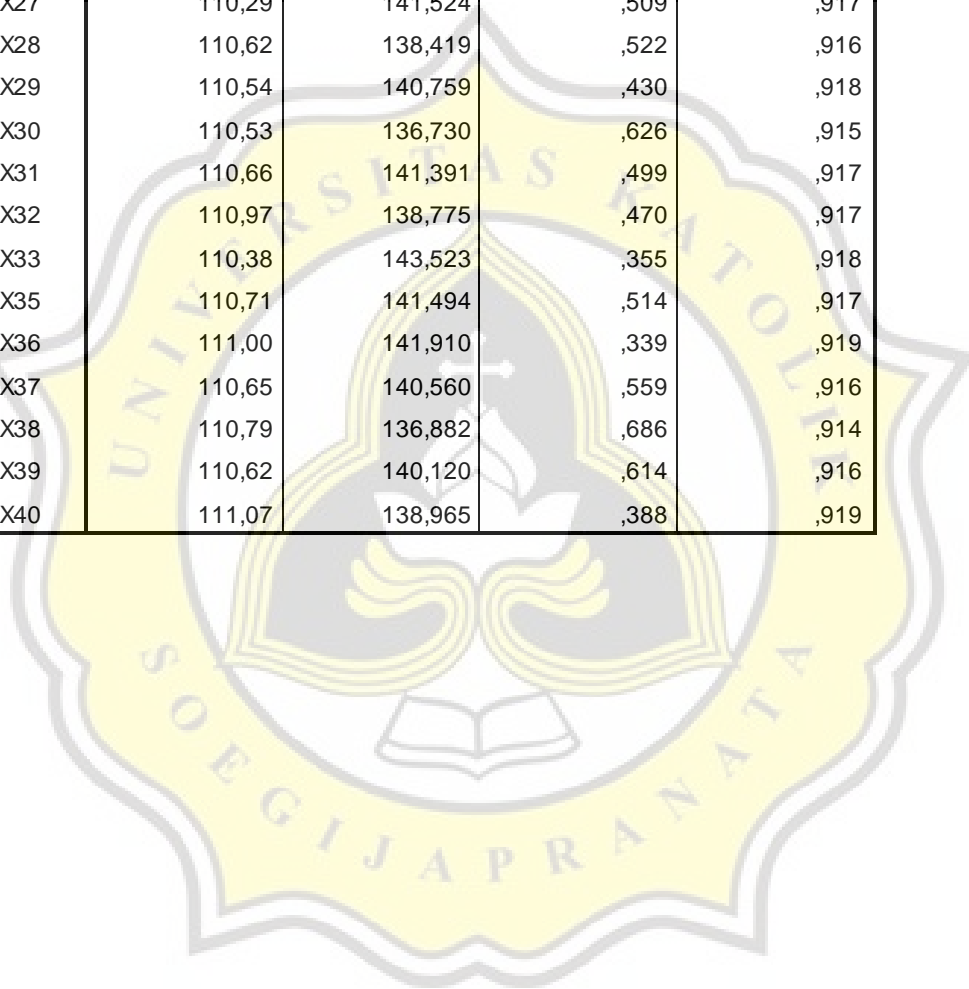 X27 110,29 141,524 ,509 ,917
X28 110,62 138,419 ,522 ,916
X29 110,54 140,759 ,430 ,918
X30 110,53 136,730 ,626 ,915
X31 110,66 141,391 ,499 ,917
X32 110,97 138,775 ,470 ,917
X33 110,38 143,523 ,355 ,918
X35 110,71 141,494 ,514 ,917
X36 111,00 141,910 ,339 ,919
X37 110,65 140,560 ,559 ,916
X38 110,79 136,882 ,686 ,914
X39 110,62 140,120 ,614 ,916
X40 111,07 138,965 ,388 ,919
UNIVERSITAS KATOLIK
SOEGIJAPRANATA